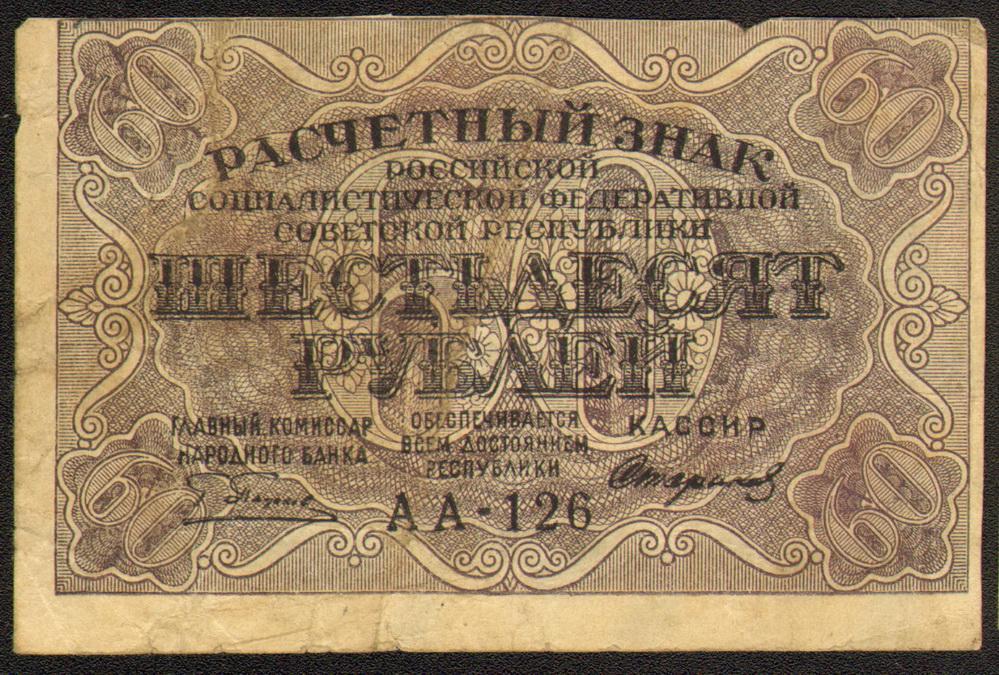 60
60
РАСЧЕТНЫЙ ЗНАК
РОССИЙСКОЙ
СОЦИАЛИСТИЧЕСКОЙ ФЕДЕРАТИВНОЙ
СОВЕТСКОЙ РЕСПУБЛИКИ
60
ШЕСТЬДЕСЯТ
РУБЛЕЙ
ГЛАВНЫЙ КОМИССАР
НАРОДНОГО БАНКА
ОБЕСПЕЧИВАЕТСЯ
ВСЕМ ДОСТОЯНИЕМ
РЕСПУБЛИКИ
КАССИР
АА-126
60
60